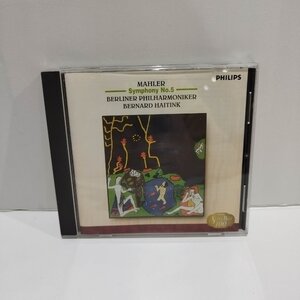 PHILIPS
MAHLER
Symphony No.5
BERLINER PHILHARMONIKER
BERNARD HAITINK